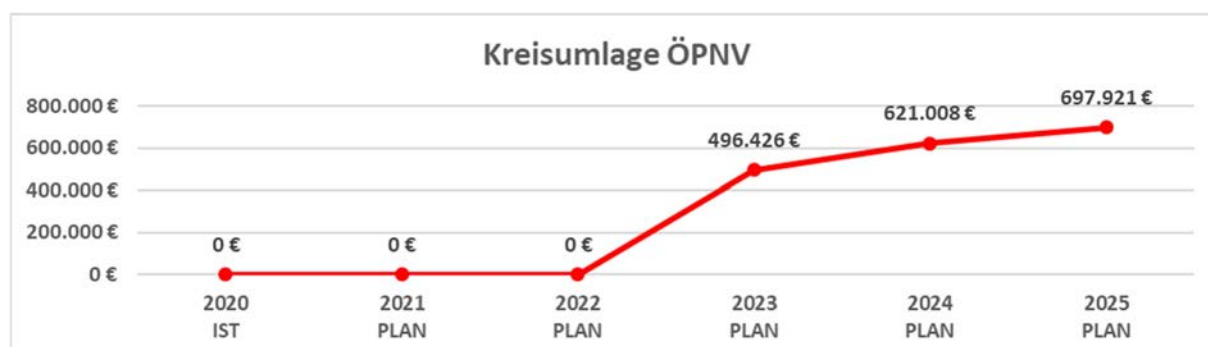 Kreisumlage ÖPNV
800.000 €
600.000 €
400.000 €
200.000 €
0 €
0 €
0 €
0 €
496.426 €
621.008 €
697.921 €
2020
IST
2021
PLAN
2022
PLAN
2023
PLAN
2024
PLAN
2025
PLAN